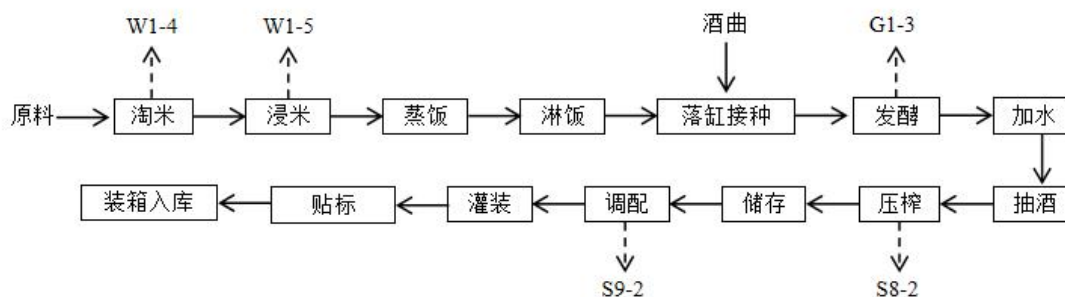 W1-4 W1-5 酒曲 G1-3
原料 淘米 浸米 蒸饭 淋饭 落缸接种 发酵 加水
装箱入库 贴标 灌装 调配 储存 压榨 抽酒
S9-2 S8-2